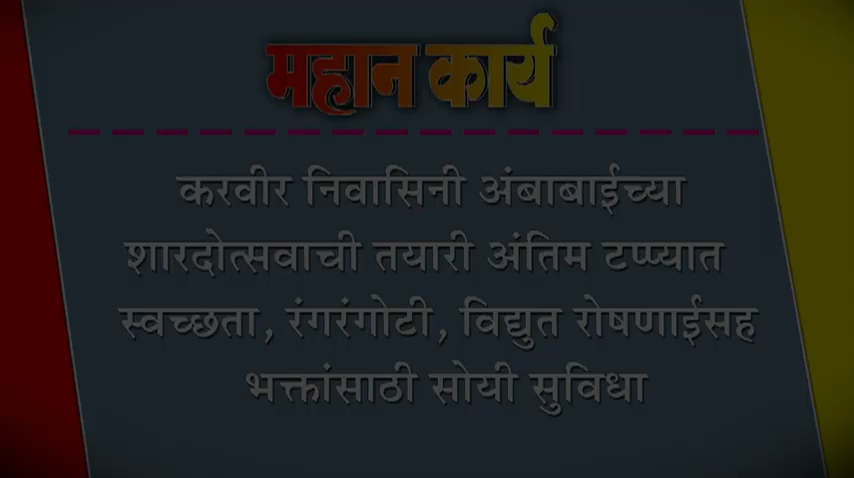 महान कार्य
करवीर निवासिनी अंबाबाईच्या
शारदोत्सवाची तयारी अंतिम टप्प्यात
स्वच्छता, रंगरंगोटी, विद्युत रोषणाईसह
भक्तांसाठी सोयी सुविधा